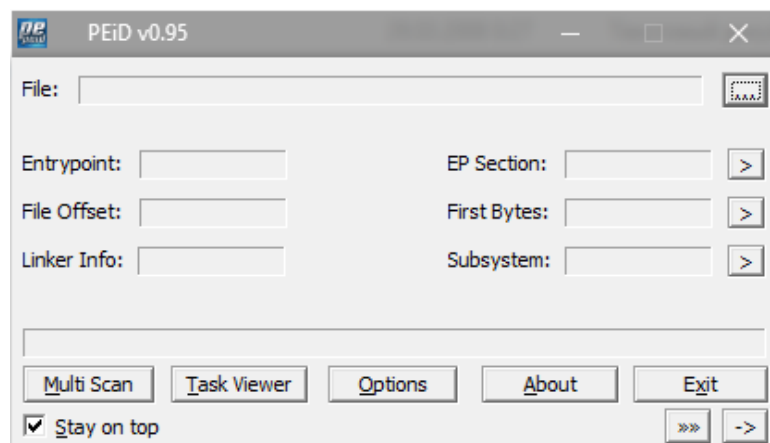 PEiD v0.95
File:
Entrypoint: EP Section: >
File Offset: First Bytes: >
Linker Info: Subsystem: >
Multi Scan Task Viewer Options About Exit
Stay on top »» ->